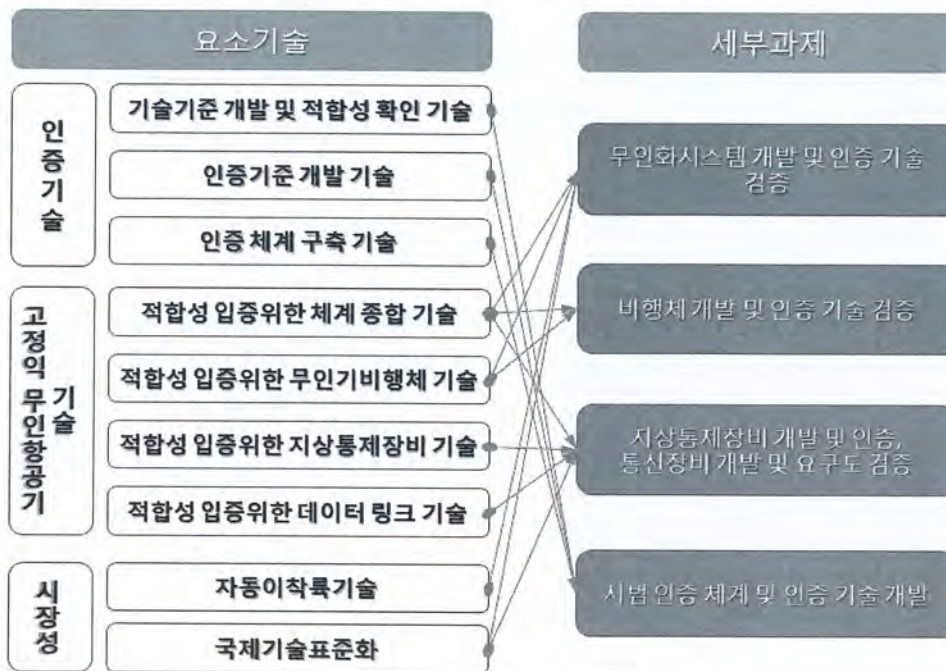 요소기술
세부과제
인증기술
기술기준 개발 및 적합성 확인 기술
인증기준 개발 기술
인증 체계 구축 기술
고정익 무인항공기 기술
적합성 입증위한 체계 종합 기술
적합성 입증위한 무인기비행체 기술
적합성 입증위한 지상통제장비 기술
적합성 입증위한 데이터 링크 기술
시장성
자동이착륙기술
국제기술표준화
무인화시스템 개발 및 인증 기술
검증
비행체 개발 및 인증 기술 검증
지상통제장비 개발 및 인증,
통신장비 개발 및 요구도 검증
시범 인증 체계 및 인증 기술 개발